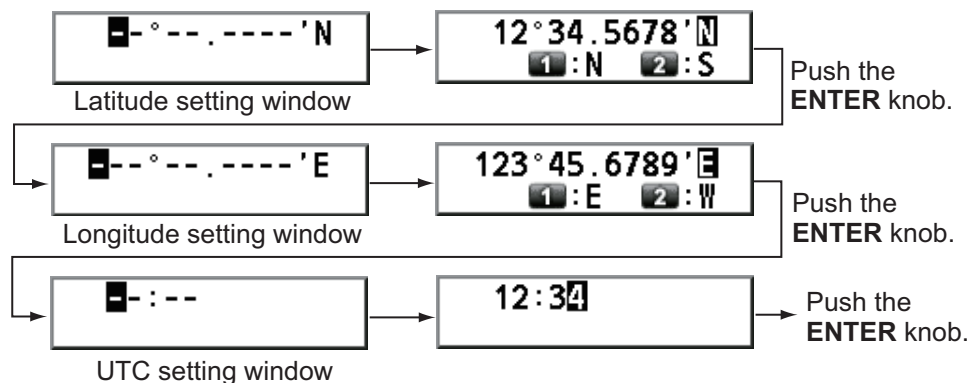 --°--.----'N
12°34.5678'N
1:N 2:S
Push the
ENTER knob.
Latitude setting window
---°--.----'E
123°45.6789'E
1:E 2:W
Push the
ENTER knob.
Longitude setting window
--:--
12:34
Push the
ENTER knob.
UTC setting window